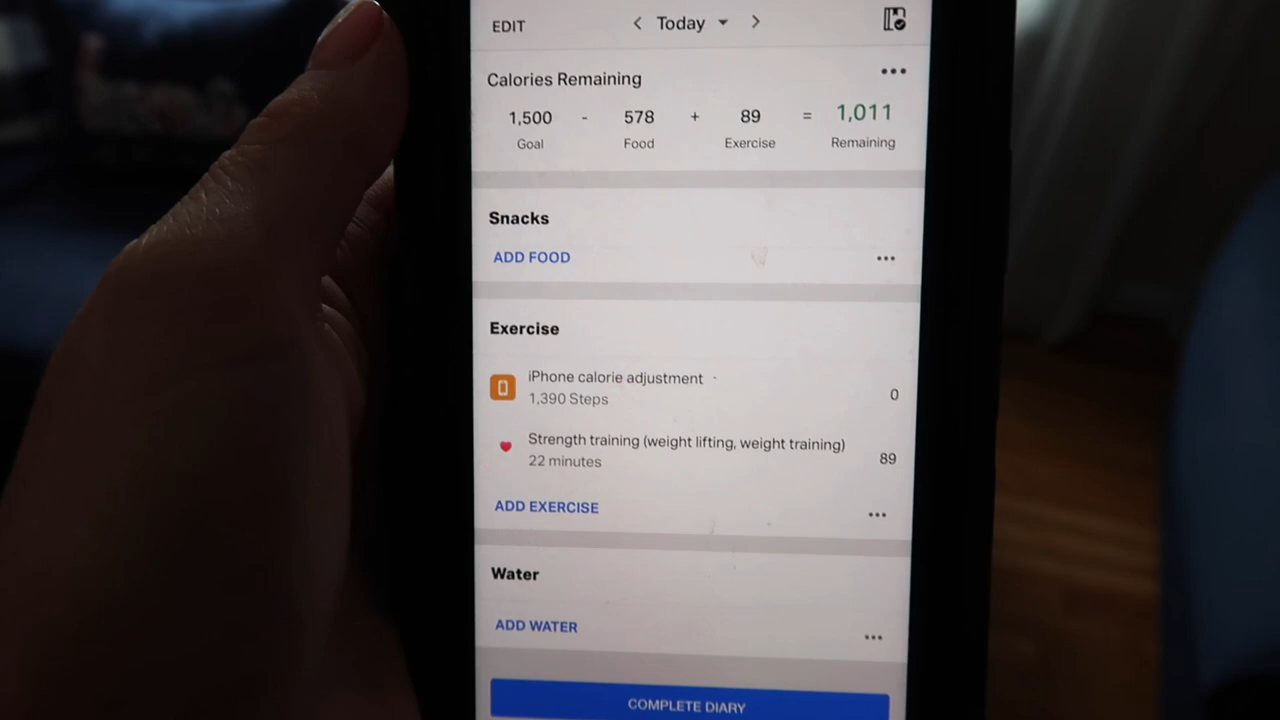 EDIT < Today >
Calories Remaining
1,500 - 578 + 89 = 1,011
Goal Food Exercise Remaining
Snacks
ADD FOOD
Exercise
iPhone calorie adjustment
1,390 Steps 0
Strength training (weight lifting, weight training)
22 minutes 89
ADD EXERCISE
Water
ADD WATER
COMPLETE DIARY